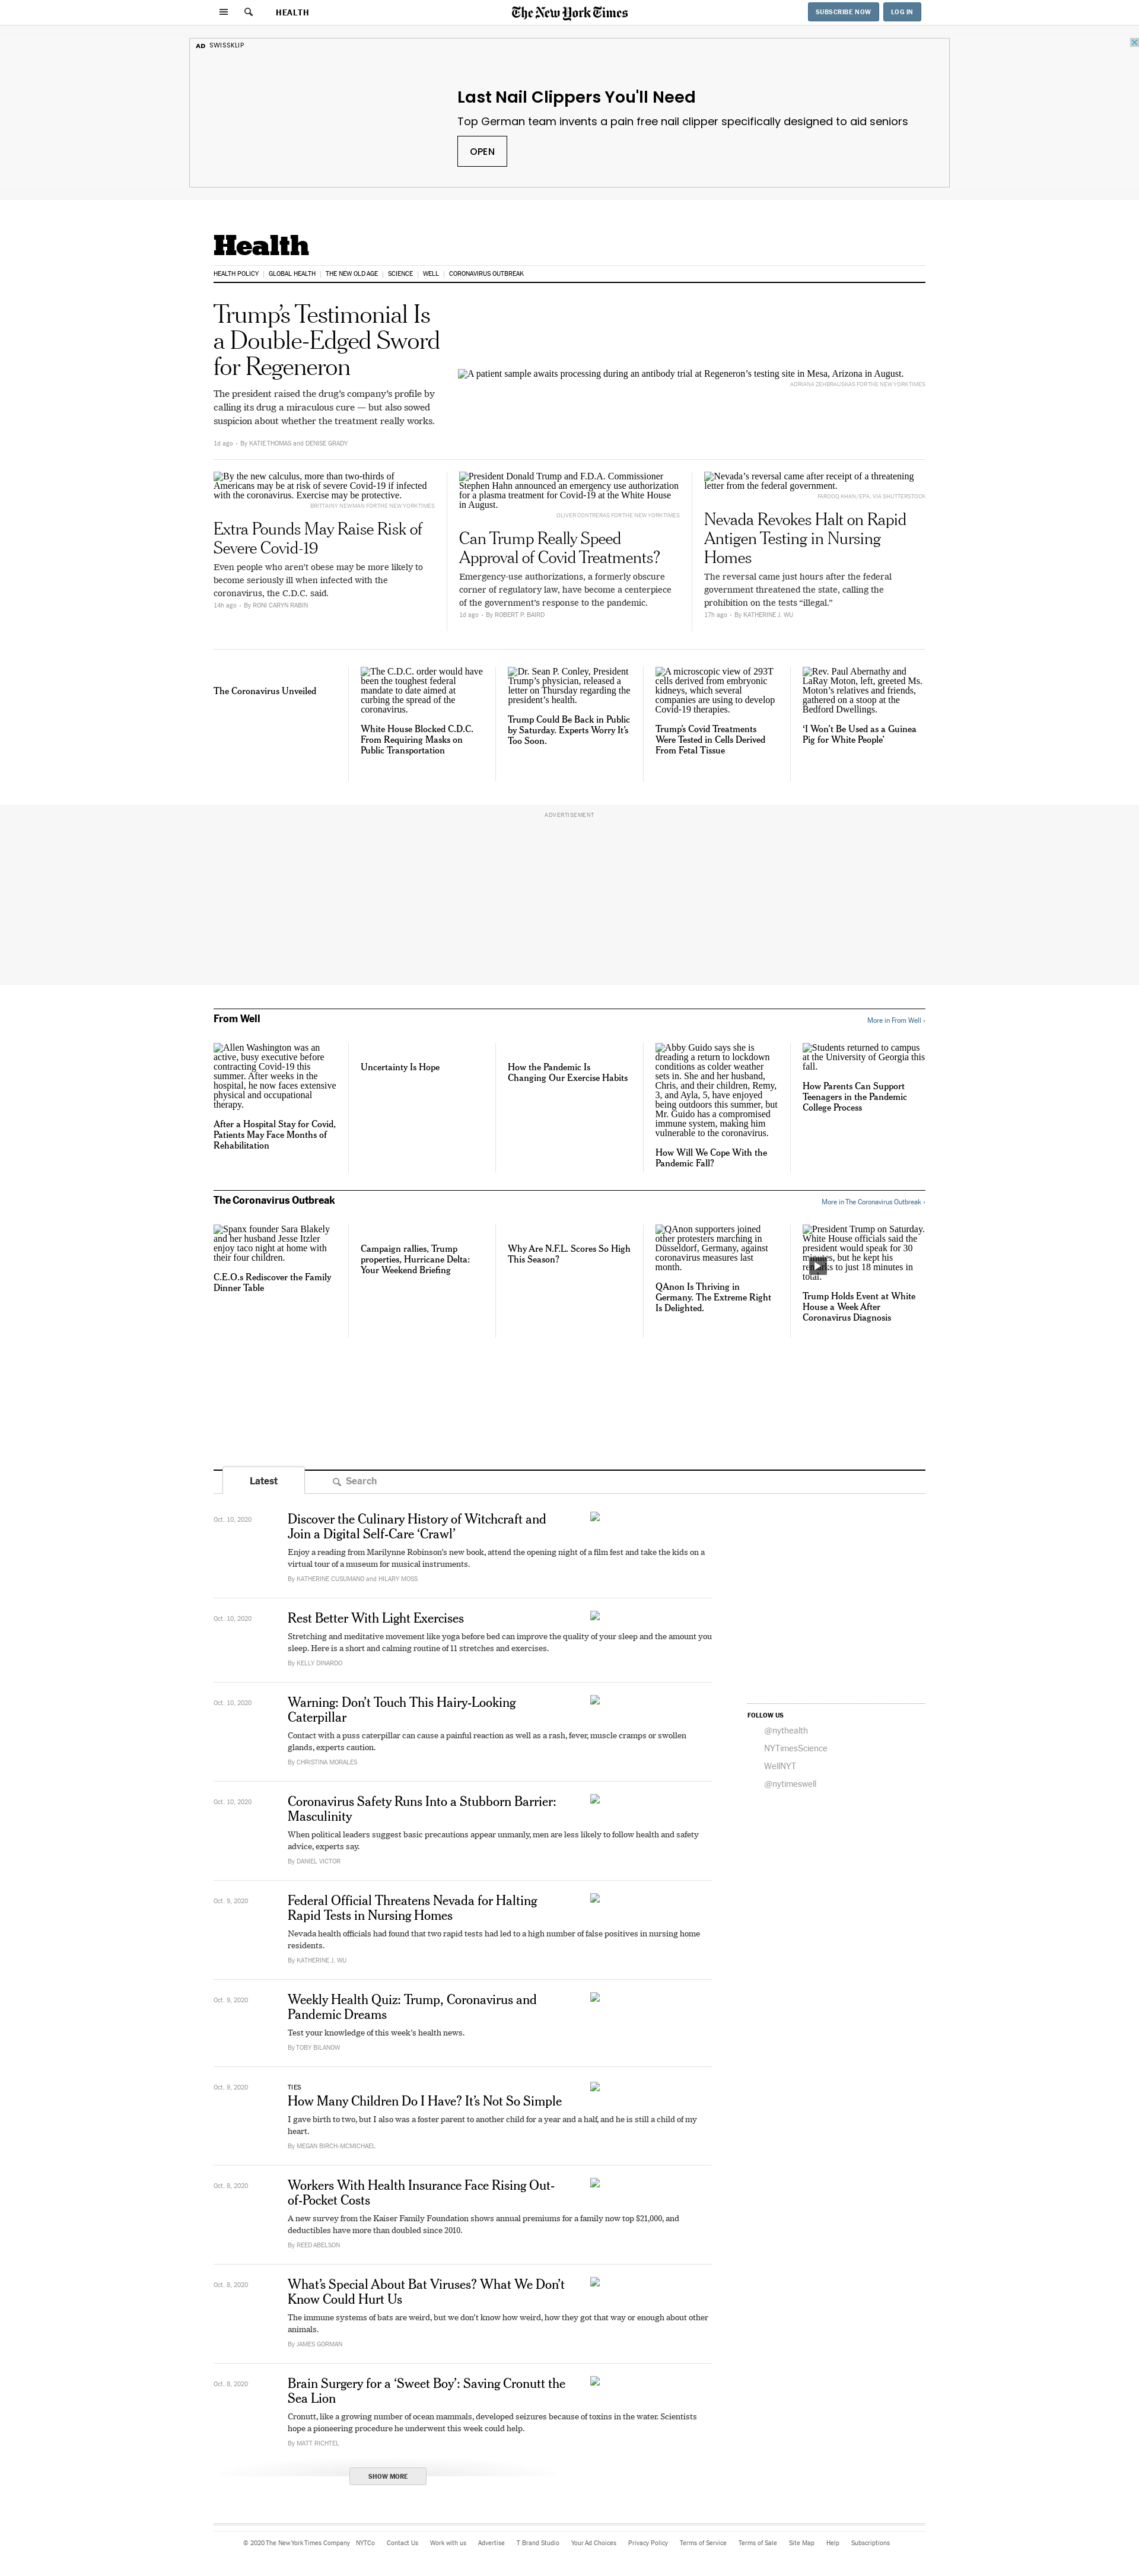 HEALTH
The New York Times
SUBSCRIBE NOW
LOG IN
AD SWISSKLIP
Last Nail Clippers You'll Need
Top German team invents a pain free nail clipper specifically designed to aid seniors
OPEN
Health
HEALTH POLICY | GLOBAL HEALTH | THE NEW OLD AGE | SCIENCE | WELL | CORONAVIRUS OUTBREAK
Trump's Testimonial Is
a Double-Edged Sword
for Regeneron
The president raised the drug's company's profile by
calling its drug a miraculous cure — but also sowed
suspicion about whether the treatment really works.
1d ago · By KATIE THOMAS and DENISE GRADY
A patient sample awaits processing during an antibody trial at Regeneron's testing site in Mesa, Arizona in August.
ADRIANA ZEHBRAUSKAS FOR THE NEW YORK TIMES
By the new calculus, more than two-thirds of
Americans may be at risk of severe Covid-19 if infected
with the coronavirus. Exercise may be protective.
BRITTAINY NEWMAN FOR THE NEW YORK TIMES
Extra Pounds May Raise Risk of
Severe Covid-19
Even people who aren't obese may be more likely to
become seriously ill when infected with the
coronavirus, the C.D.C. said.
14h ago · By RONI CARYN RABIN
President Donald Trump and F.D.A. Commissioner
Stephen Hahn announced an emergency use authorization
for a plasma treatment for Covid-19 at the White House
in August.
OLIVER CONTRERAS FOR THE NEW YORK TIMES
Can Trump Really Speed
Approval of Covid Treatments?
Emergency-use authorizations, a formerly obscure
corner of regulatory law, have become a centerpiece
of the government's response to the pandemic.
1d ago · By ROBERT P. BAIRD
Nevada's reversal came after receipt of a threatening
letter from the federal government.
FAROOQ KHAN/EPA, VIA SHUTTERSTOCK
Nevada Revokes Halt on Rapid
Antigen Testing in Nursing
Homes
The reversal came just hours after the federal
government threatened the state, calling the
prohibition on the tests “illegal.”
17h ago · By KATHERINE J. WU
The Coronavirus Unveiled
The C.D.C. order would have
been the toughest federal
mandate to date aimed at
curbing the spread of the
coronavirus.
White House Blocked C.D.C.
From Requiring Masks on
Public Transportation
Dr. Sean P. Conley, President
Trump's physician, released a
letter on Thursday regarding the
president's health.
Trump Could Be Back in Public
by Saturday. Experts Worry It's
Too Soon.
A microscopic view of 293T
cells derived from embryonic
kidneys, which several
companies are using to develop
Covid-19 therapies.
Trump's Covid Treatments
Were Tested in Cells Derived
From Fetal Tissue
Rev. Paul Abernathy and
LaRay Moton, left, greeted Ms.
Moton's relatives and friends,
gathered on a stoop at the
Bedford Dwellings.
‘I Won't Be Used as a Guinea
Pig for White People’
ADVERTISEMENT
From Well
More in From Well ›
Allen Washington was an
active, busy executive before
contracting Covid-19 this
summer. After weeks in the
hospital, he now faces extensive
physical and occupational
therapy.
After a Hospital Stay for Covid,
Patients May Face Months of
Rehabilitation
Uncertainty Is Hope
How the Pandemic Is
Changing Our Exercise Habits
Abby Guido says she is
dreading a return to lockdown
conditions as colder weather
sets in. She and her husband,
Chris, and their children, Remy,
3, and Ayla, 5, have enjoyed
being outdoors this summer, but
Mr. Guido has a compromised
immune system, making him
vulnerable to the coronavirus.
How Will We Cope With the
Pandemic Fall?
Students returned to campus
at the University of Georgia this
fall.
How Parents Can Support
Teenagers in the Pandemic
College Process
The Coronavirus Outbreak
More in The Coronavirus Outbreak ›
Spanx founder Sara Blakely
and her husband Jesse Itzler
enjoy taco night at home with
their four children.
C.E.O.s Rediscover the Family
Dinner Table
Campaign rallies, Trump
properties, Hurricane Delta:
Your Weekend Briefing
Why Are N.F.L. Scores So High
This Season?
QAnon supporters joined
other protesters marching in
Düsseldorf, Germany, against
coronavirus measures last
month.
QAnon Is Thriving in
Germany. The Extreme Right
Is Delighted.
President Trump on Saturday.
White House officials said the
president would speak for 30
but he kept his
to just 18 minutes in
total.
Trump Holds Event at White
House a Week After
Coronavirus Diagnosis
Latest
Search
Oct. 10, 2020
Discover the Culinary History of Witchcraft and
Join a Digital Self-Care ‘Crawl’
Enjoy a reading from Marilynne Robinson's new book, attend the opening night of a film fest and take the kids on a
virtual tour of a museum for musical instruments.
By KATHERINE CUSUMANO and HILARY MOSS
Oct. 10, 2020
Rest Better With Light Exercises
Stretching and meditative movement like yoga before bed can improve the quality of your sleep and the amount you
sleep. Here is a short and calming routine of 11 stretches and exercises.
By KELLY DINARDO
Oct. 10, 2020
Warning: Don't Touch This Hairy-Looking
Caterpillar
Contact with a puss caterpillar can cause a painful reaction as well as a rash, fever, muscle cramps or swollen
glands, experts caution.
By CHRISTINA MORALES
FOLLOW US
@nythealth
NYTimesScience
WellNYT
@nytimeswell
Oct. 10, 2020
Coronavirus Safety Runs Into a Stubborn Barrier:
Masculinity
When political leaders suggest basic precautions appear unmanly, men are less likely to follow health and safety
advice, experts say.
By DANIEL VICTOR
Oct. 9, 2020
Federal Official Threatens Nevada for Halting
Rapid Tests in Nursing Homes
Nevada health officials had found that two rapid tests had led to a high number of false positives in nursing home
residents.
By KATHERINE J. WU
Oct. 9, 2020
Weekly Health Quiz: Trump, Coronavirus and
Pandemic Dreams
Test your knowledge of this week's health news.
By TOBY BILANOW
Oct. 9, 2020
TIES
How Many Children Do I Have? It's Not So Simple
I gave birth to two, but I also was a foster parent to another child for a year and a half, and he is still a child of my
heart.
By MEGAN BIRCH-MCMICHAEL
Oct. 8, 2020
Workers With Health Insurance Face Rising Out-
of-Pocket Costs
A new survey from the Kaiser Family Foundation shows annual premiums for a family now top $21,000, and
deductibles have more than doubled since 2010.
By REED ABELSON
Oct. 8, 2020
What's Special About Bat Viruses? What We Don't
Know Could Hurt Us
The immune systems of bats are weird, but we don't know how weird, how they got that way or enough about other
animals.
By JAMES GORMAN
Oct. 8, 2020
Brain Surgery for a ‘Sweet Boy’: Saving Cronutt the
Sea Lion
Cronutt, like a growing number of ocean mammals, developed seizures because of toxins in the water. Scientists
hope a pioneering procedure he underwent this week could help.
By MATT RICHTEL
SHOW MORE
© 2020 The New York Times Company NYTCo Contact Us Work with us Advertise T Brand Studio Your Ad Choices Privacy Policy Terms of Service Terms of Sale Site Map Help Subscriptions